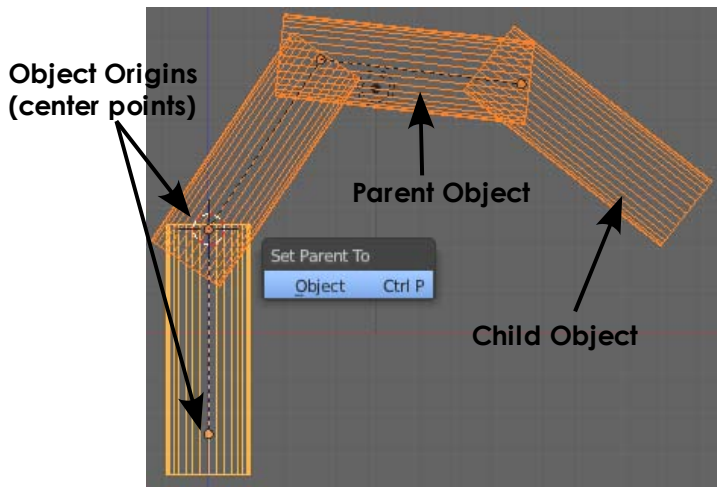 Object Origins
(center points)
Parent Object
Set Parent To
Object Ctrl P
Child Object